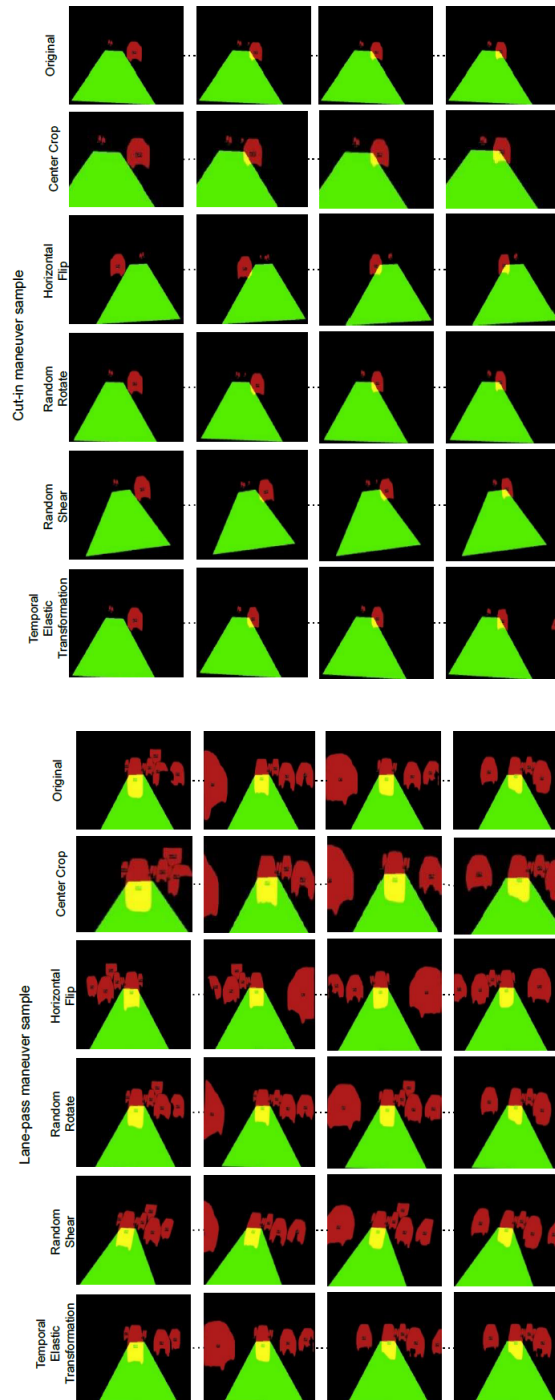 Cut-in maneuver sample
Original
Center Crop
Horizontal
Flip
Random
Rotate
Random
Shear
Temporal
Elastic
Transformation
Lane-pass maneuver sample
Original
Center Crop
Horizontal
Flip
Random
Rotate
Random
Shear
Temporal
Elastic
Transformation